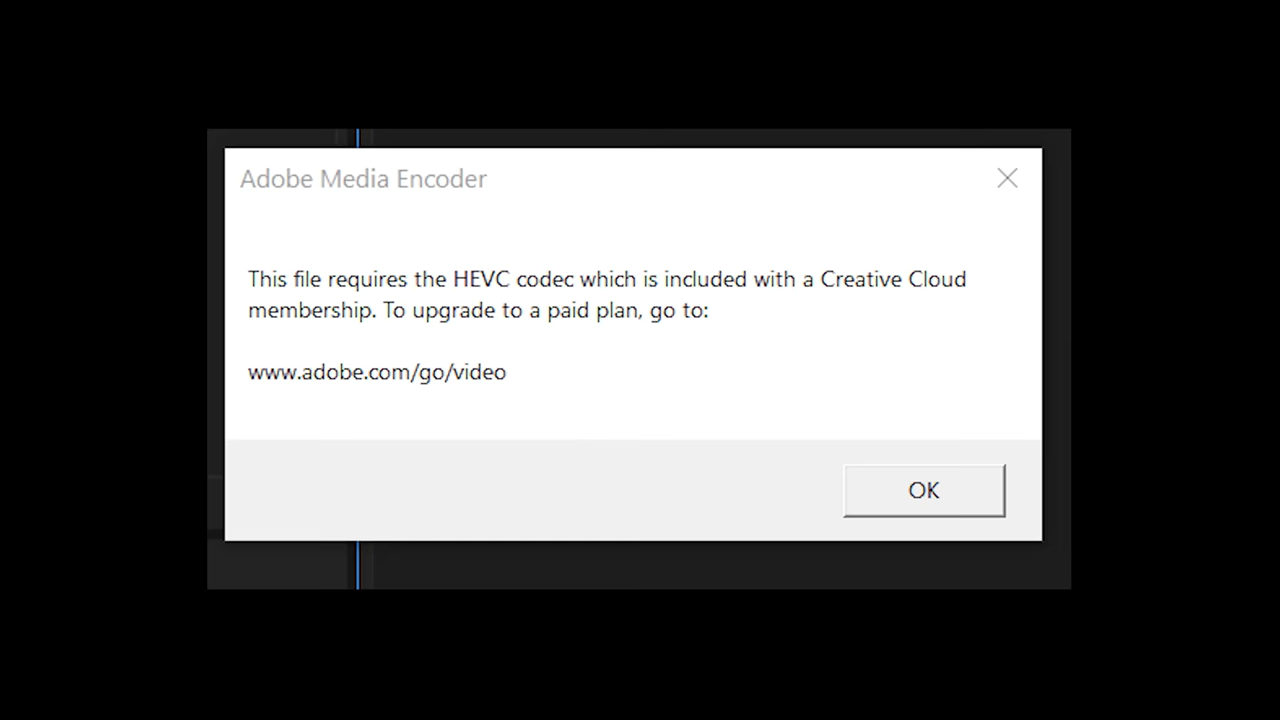 Adobe Media Encoder
This file requires the HEVC codec which is included with a Creative Cloud
membership. To upgrade to a paid plan, go to:
www.adobe.com/go/video
OK